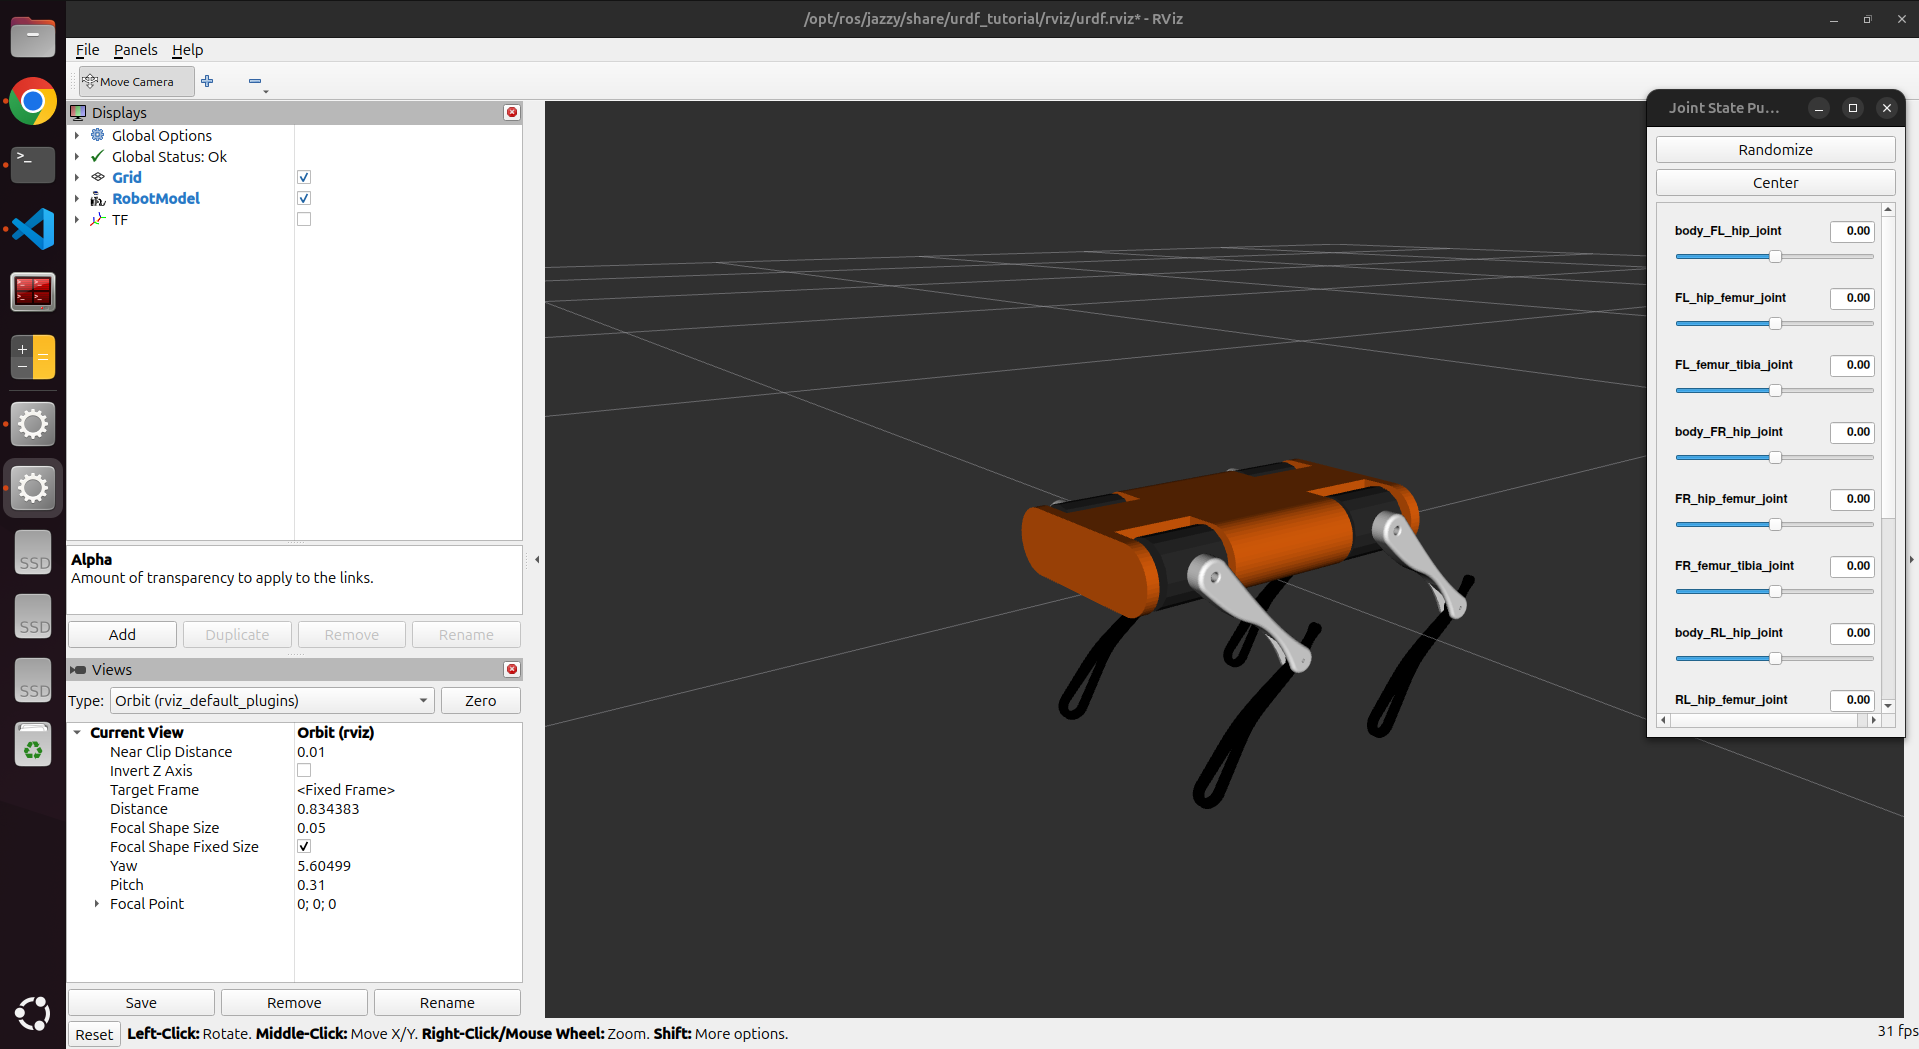 /opt/ros/jazzy/share/urdf_tutorial/rviz/urdf.rviz* - RViz
File Panels Help
Move Camera
Displays
Global Options
Global Status: Ok
Grid
RobotModel
TF
Alpha
Amount of transparency to apply to the links.
Add Duplicate Remove Rename
Views
Type: Orbit (rviz_default_plugins) Zero
Current View Orbit (rviz)
Near Clip Distance 0.01
Invert Z Axis
Target Frame <Fixed Frame>
Distance 0.834383
Focal Shape Size 0.05
Focal Shape Fixed Size
Yaw 5.60499
Pitch 0.31
Focal Point 0; 0; 0
Save Remove Rename
Reset Left-Click: Rotate. Middle-Click: Move X/Y. Right-Click/Mouse Wheel: Zoom. Shift: More options.
31 fps
Joint State Pu...
Randomize
Center
body_FL_hip_joint 0.00
FL_hip_femur_joint 0.00
FL_femur_tibia_joint 0.00
body_FR_hip_joint 0.00
FR_hip_femur_joint 0.00
FR_femur_tibia_joint 0.00
body_RL_hip_joint 0.00
RL_hip_femur_joint 0.00
SSD
SSD
SSD